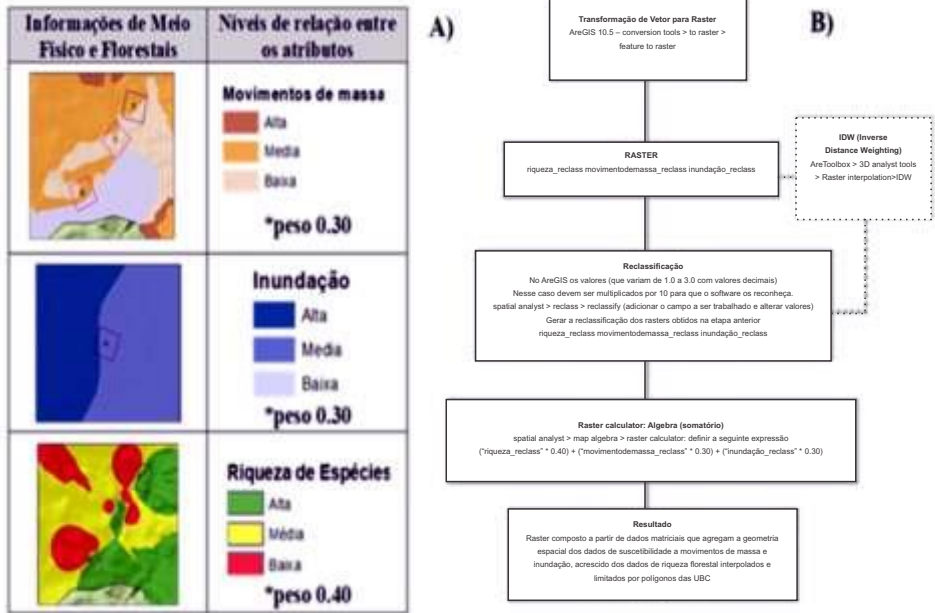 Informações de Meio
Físico e Florestais
Níveis de relação entre
os atributos
Movimentos de massa
Alta
Media
Baixa
*peso 0.30
Inundação
Alta
Media
Baixa
*peso 0.30
Riqueza de Espécies
Alta
Média
Baixa
*peso 0.40
A)
B)
Transformação de Vetor para Raster
AreGIS 10.5 – conversion tools > to raster >
feature to raster
RASTER
riqueza_reclass movimentodemassa_reclass inundação_reclass
IDW (Inverse
Distance Weighting)
AreToolbox > 3D analyst tools
> Raster interpolation>IDW
Reclassificação
No AreGIS os valores (que variam de 1.0 a 3.0 com valores decimais)
Nesse caso devem ser multiplicados por 10 para que o software os reconheça.
spatial analyst > reclass > reclassify (adicionar o campo a ser trabalhado e alterar valores)
Gerar a reclassificação dos rasters obtidos na etapa anterior
riqueza_reclass movimentodemassa_reclass inundação_reclass
Raster calculator: Algebra (somatório)
spatial analyst > map algebra > raster calculator: definir a seguinte expressão
("riqueza_reclass" * 0.40) + ("movimentodemassa_reclass" * 0.30) + ("inundação_reclass" * 0.30)
Resultado
Raster composto a partir de dados matriciais que agregam a geometria
espacial dos dados de suscetibilidade a movimentos de massa e
inundação, acrescido dos dados de riqueza florestal interpolados e
limitados por polígonos das UBC